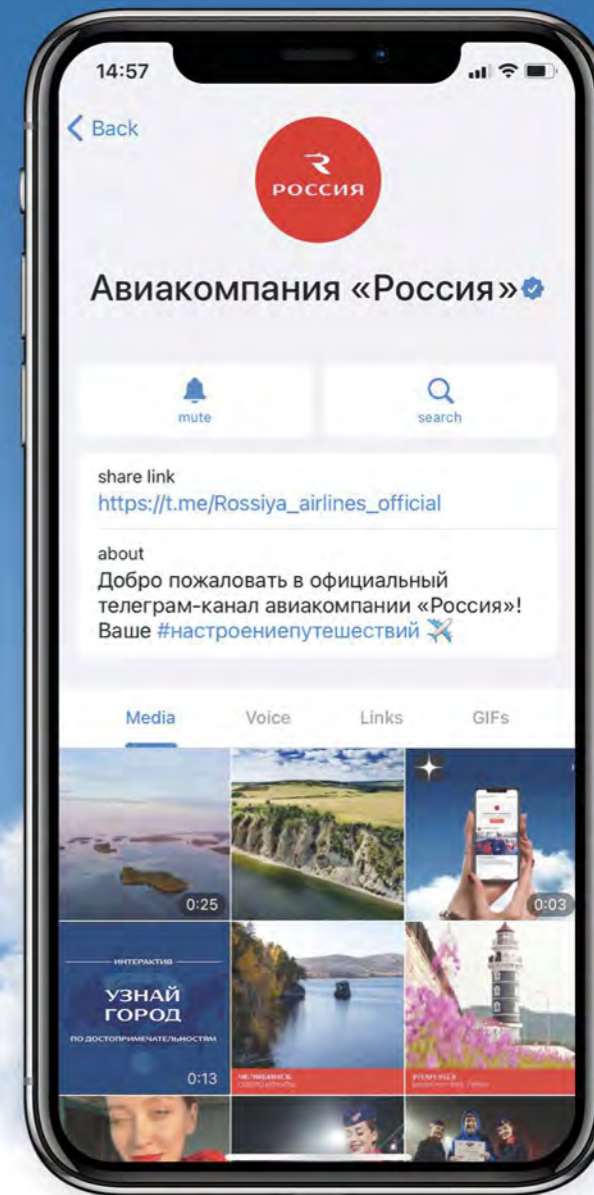 14:57
Back
РОССИЯ
Авиакомпания «Россия»
mute
search
share link
https://t.me/Rossiya_airlines_official
about
Добро пожаловать в официальный
телеграм-канал авиакомпании «Россия»!
Ваше #настроениепутешествий
Media
Voice
Links
GIFs
0:25
0:03
ИНТЕРАКТИВ
УЗНАЙ
ГОРОД
ПО ДОСТОПРИМЕЧАТЕЛЬНОСТЯМ
0:13
ЧЕЛЯБИНСК